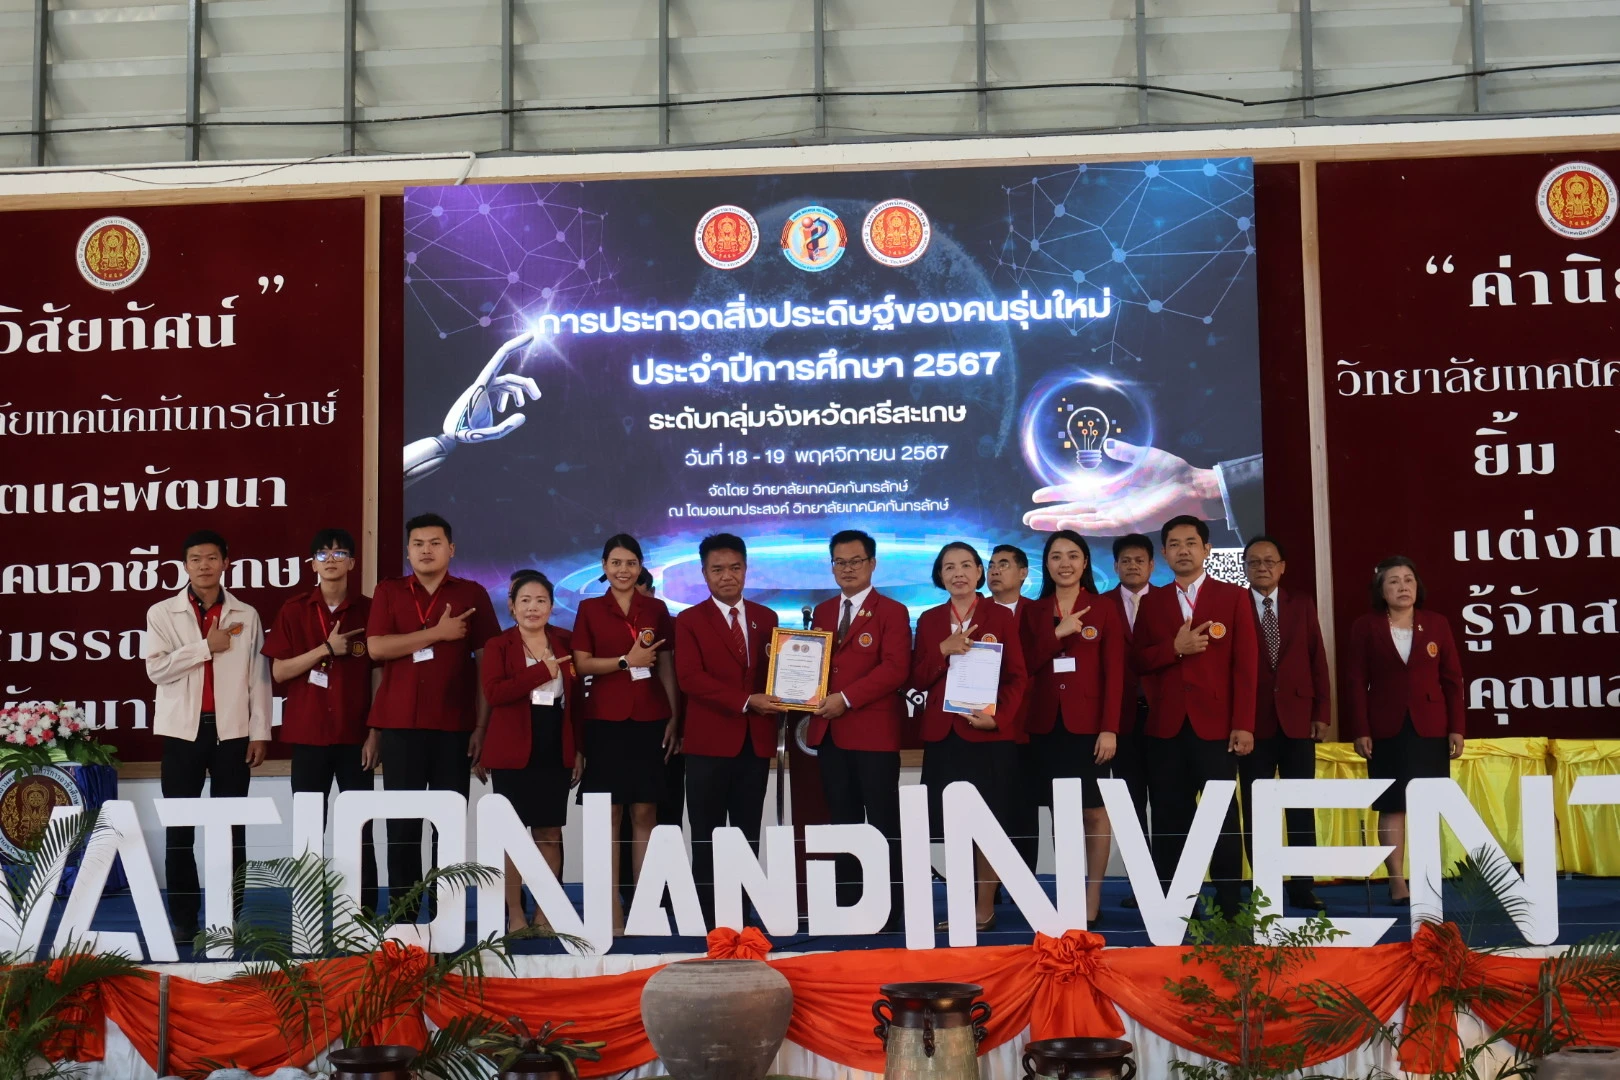 วิสัยทัศน์ ”
ลัยเทคนิคกันทรลักษ์
และพัฒนา
คนอาชีว
สมรรถ
การประกวดสิ่งประดิษฐ์ของคนรุ่นใหม่
ประจำปีการศึกษา 2567
ระดับกลุ่มจังหวัดศรีสะเกษ
วันที่ 18 - 19 พฤศจิกายน 2567
จัดโดย วิทยาลัยเทคนิคกันทรลักษ์
ณ โดมอเนกประสงค์ วิทยาลัยเทคนิคกันทรลักษ์
“ ค่านิ
วิทยาลัยเทคนิค
ยิ้ม
แต่งก
รู้จักส
คุณแ
VATION AND INVENT